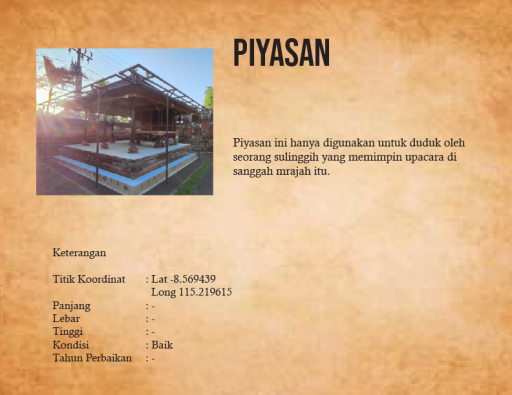 PIYASAN
Piyasan ini hanya digunakan untuk duduk oleh
seorang sulinggih yang memimpin upacara di
sanggah mrajah itu.
Keterangan
Titik Koordinat : Lat -8.569439
Long 115.219615
Panjang : -
Lebar : -
Tinggi : -
Kondisi : Baik
Tahun Perbaikan : -